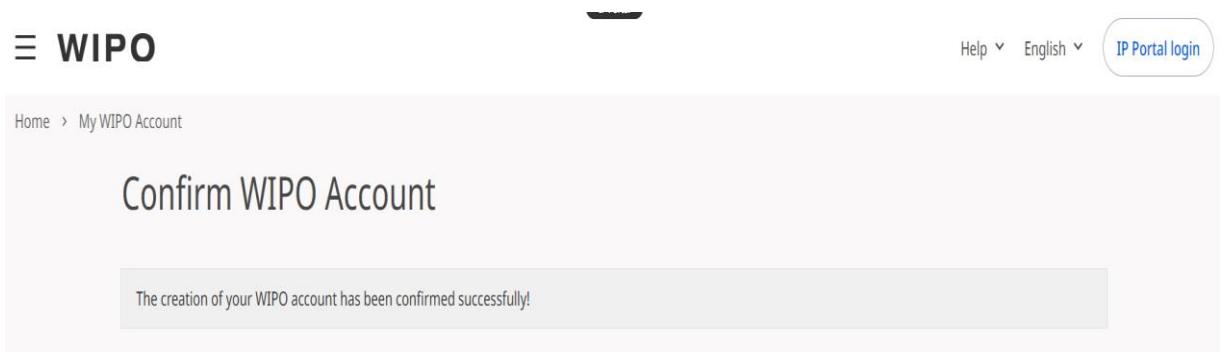 WIPO
Help English IP Portal login
Home > My WIPO Account
Confirm WIPO Account
The creation of your WIPO account has been confirmed successfully!